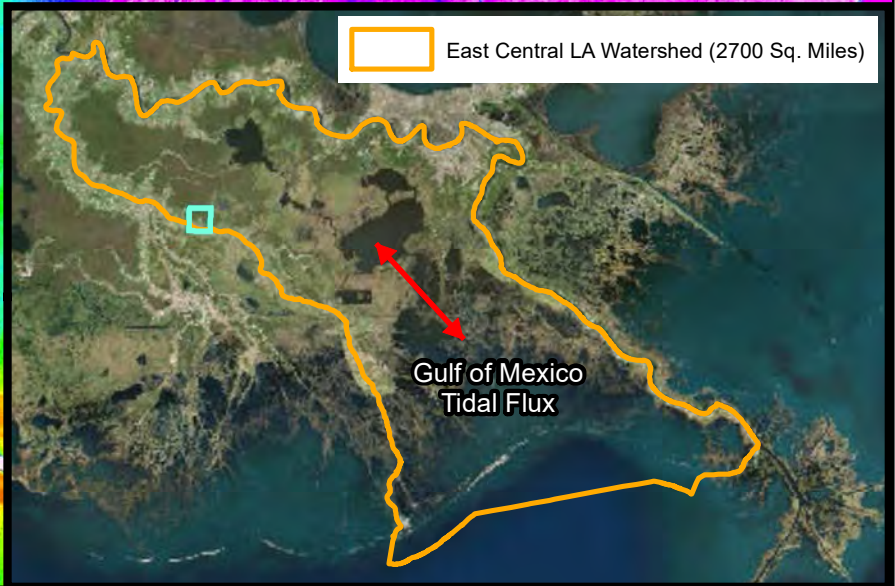 East Central LA Watershed (2700 Sq. Miles)
Gulf of Mexico
Tidal Flux